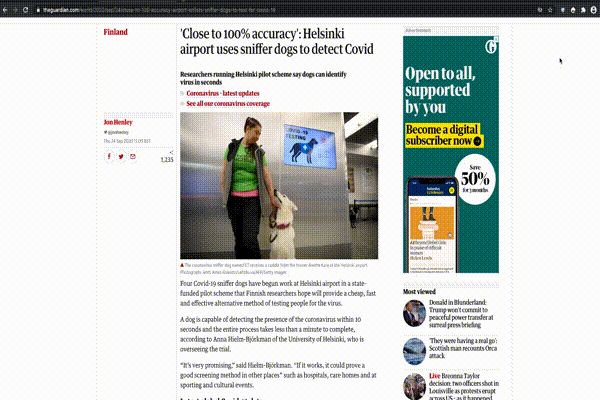 theguardian.com/world/2020/sep/24/close-to-100-accuracy-airport-enlists-sniffer-dogs-to-test-for-covid-19
Finland
'Close to 100% accuracy': Helsinki
airport uses sniffer dogs to detect Covid
Researchers running Helsinki pilot scheme say dogs can identify
virus in seconds
Coronavirus - latest updates
See all our coronavirus coverage
Jon Henley
@jonhenley
Thu 24 Sep 2020
1,235
COVID-19
TESTING
Four Covid-19 sniffer dogs have begun work at Helsinki airport in a state-
funded pilot scheme that Finnish researchers hope will provide a cheap, fast
and effective alternative method of testing people for the virus.
A dog is capable of detecting the presence of the coronavirus within 10
seconds and the entire process takes less than a minute to complete,
according to Anna Hielm-Björkman of the University of Helsinki, who is
overseeing the trial.
“It’s very promising,” said Hielm-Björkman. “If it works, it could prove a
good screening method in other places” such as hospitals, care homes and at
sporting and cultural events.
Advertisement
Open to all,
supported
by you
Become a digital
subscriber now
Save
50%
for 3 months
Most viewed
Donald in Blunderland:
Trump won't commit to
peaceful power transfer at
surreal press briefing
'They were having a real go':
Scottish man recounts Orca
attack
Live Breonna Taylor
decision: two officers shot in
Louisville as protests erupt
across US - as it happened